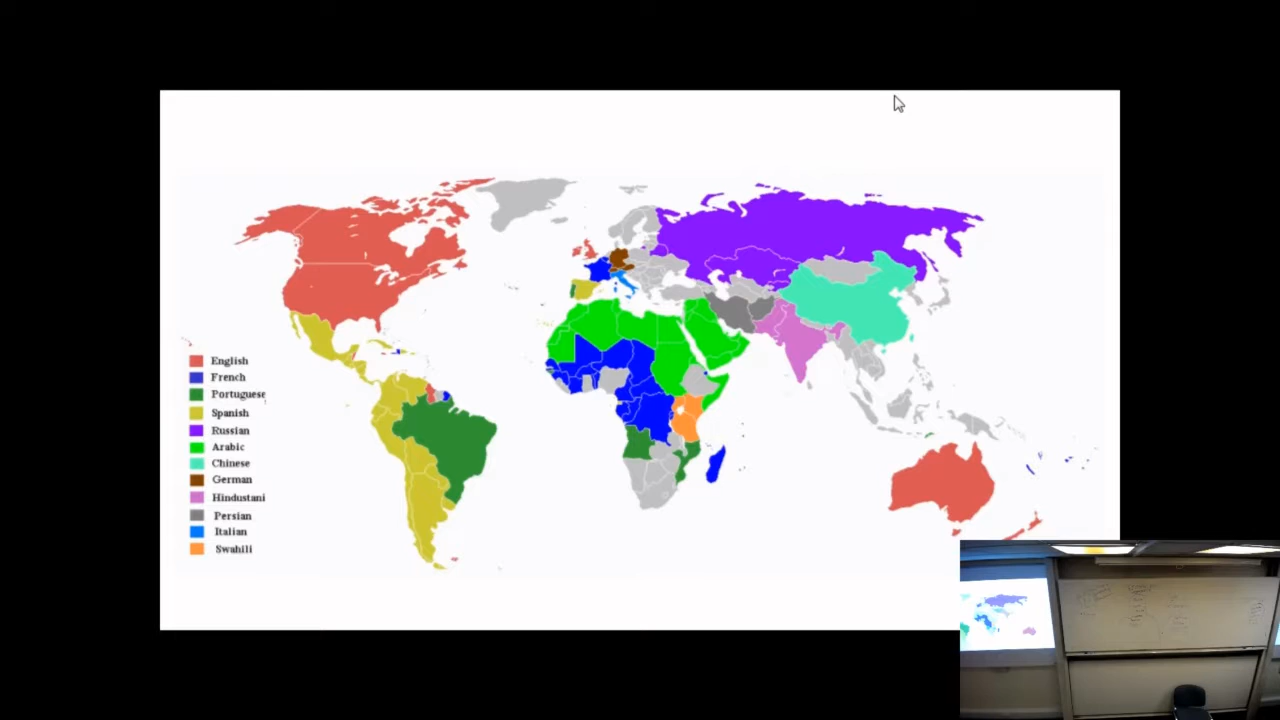 English
French
Portuguese
Spanish
Russian
Arabic
Chinese
German
Hindustani
Persian
Italian
Swahili